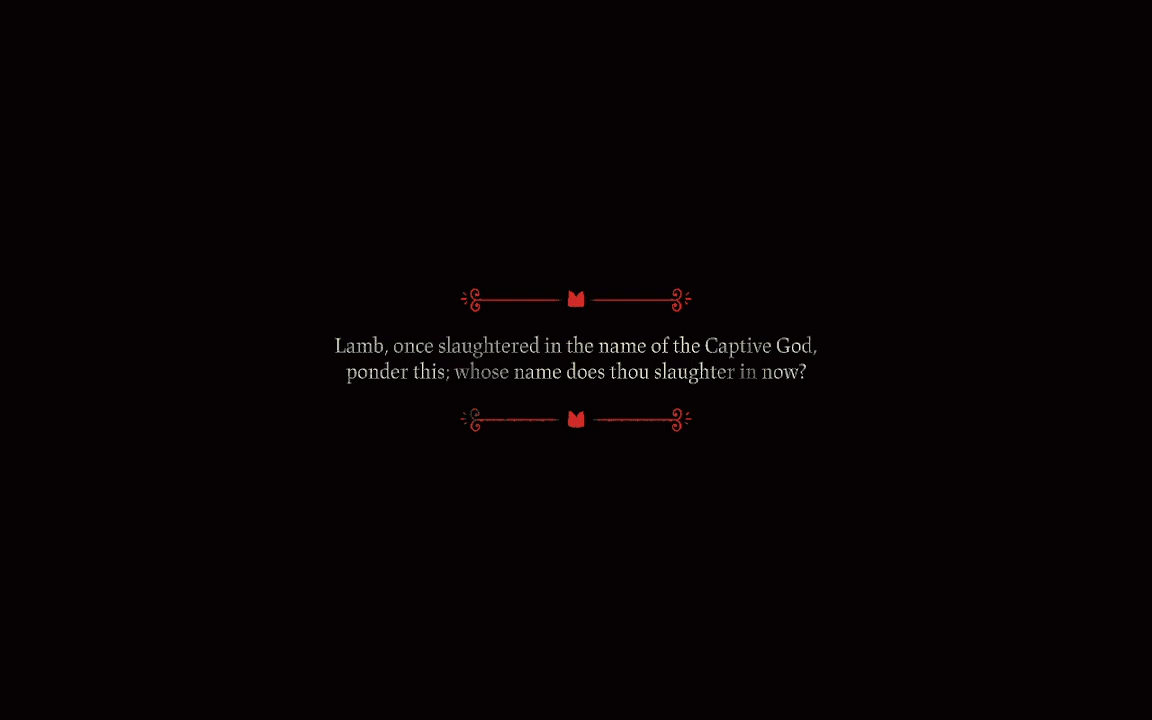 Lamb, once slaughtered in the name of the Captive God,
ponder this; whose name does thou slaughter in now?